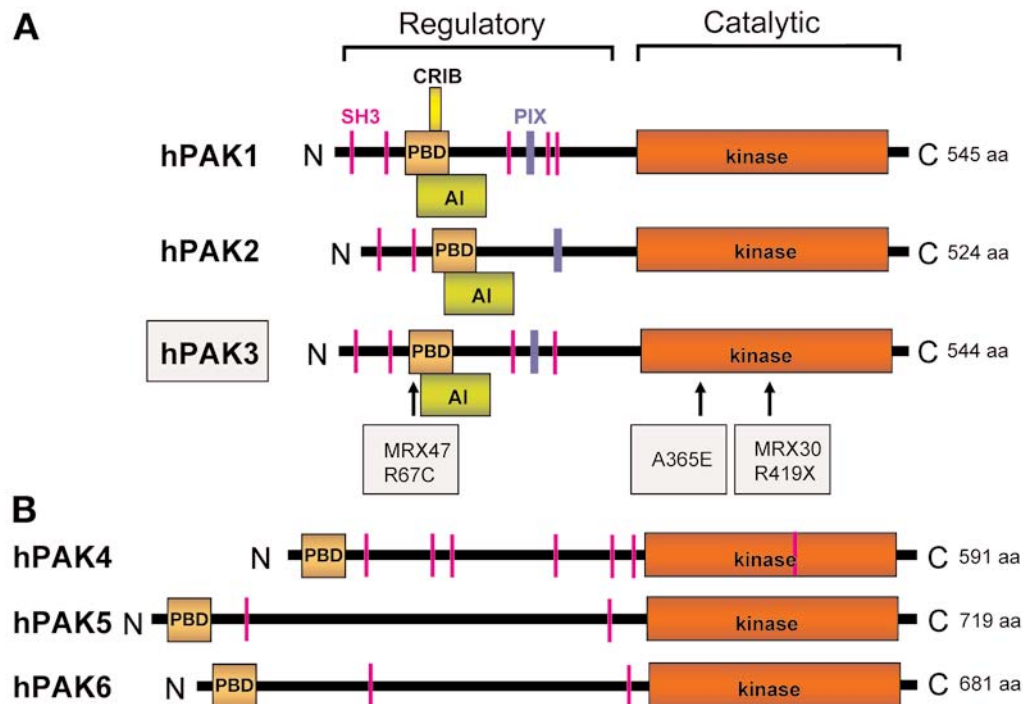 A
Regulatory
Catalytic
CRIB
SH3
PIX
hPAK1
N
PBD
kinase
C
545 aa
AI
hPAK2
N
PBD
kinase
C
524 aa
AI
hPAK3
N
PBD
kinase
C
544 aa
AI
MRX47
R67C
A365E
MRX30
R419X
B
hPAK4
N
PBD
kinase
C
591 aa
hPAK5
N
PBD
kinase
C
719 aa
hPAK6
N
PBD
kinase
C
681 aa